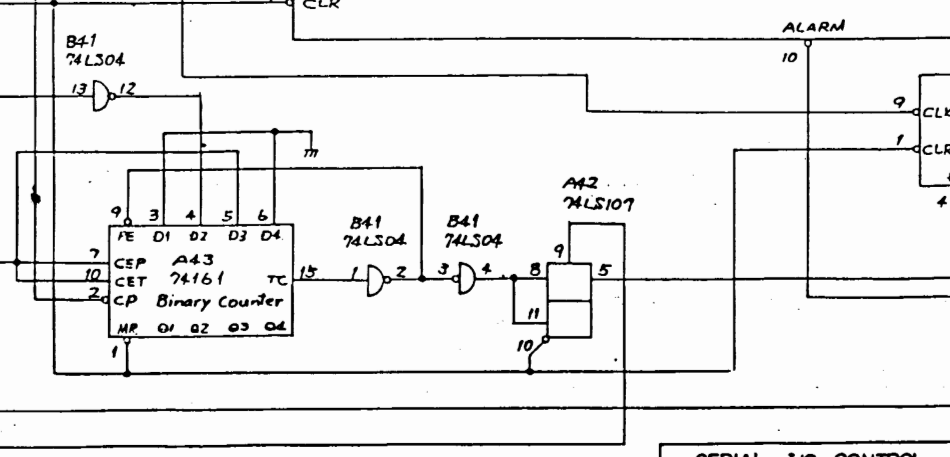 CLK
B41
74LS04
13 12
ALARM
10
9 CLK
1 CLR
4
A42
74LS107
9 3 4 5 6
PE D1 D2 D3 D4
B41
74LS04
B41
74LS04
9
7 CEP A43
10 CET 74161 TC 15
2 CP Binary Counter
MR Q1 Q2 Q3 Q4
1
1 2
3 4
8 5
11
10
SERIAL I/O CONTROL